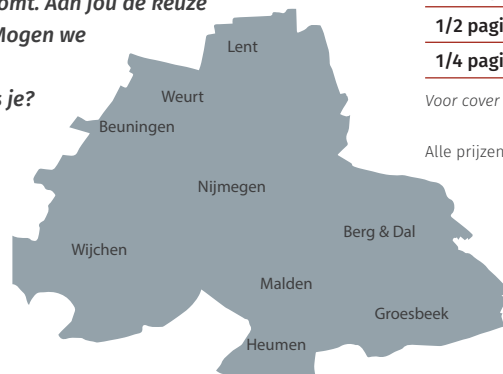 omt. Aan jou de keuze
Mogen we
s je?
Lent
Weurt
Beuningen
Nijmegen
Berg & Dal
Wijchen
Malden
Groesbeek
Heumen
1/2 pagi
1/4 pagi
Voor cover
Alle prijzen